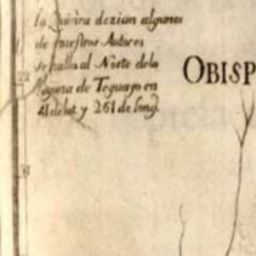 la Quivira dezian algunos
de nuestros Autores
se halla al Norte de la
laguna de Teguayo en
41 de lat. y 261 de long.
OBISP